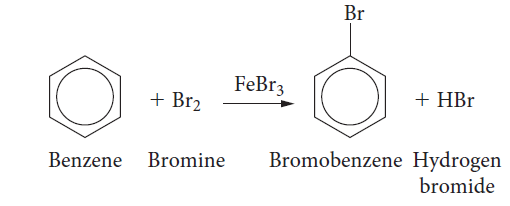 Br
FeBr₃
+ Br₂
+ HBr
Benzene Bromine Bromobenzene Hydrogen
bromide